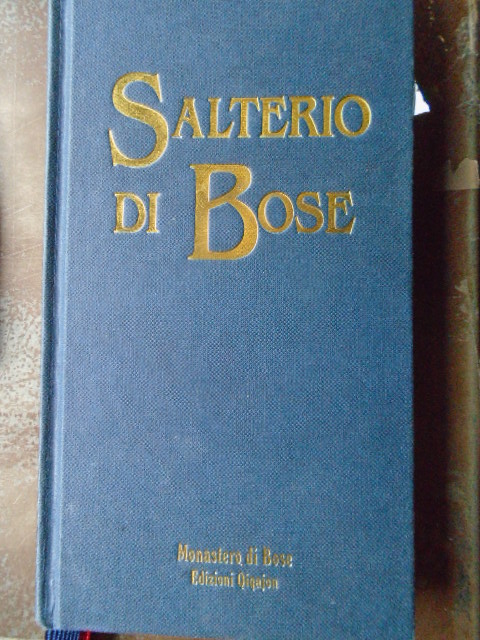 SALTERIO
DI BOSE
Monastero di Bose
Edizioni Qiqajon